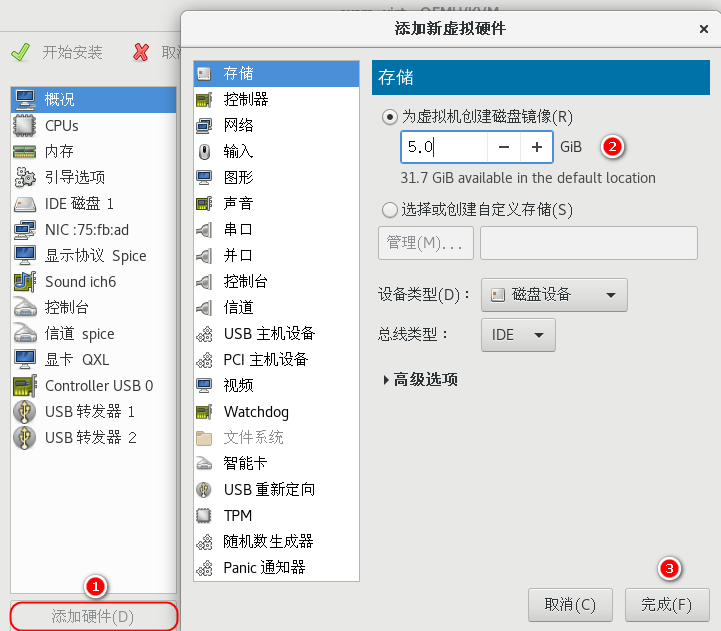 添加新虚拟硬件
开始安装
概况
CPUs
内存
引导选项
IDE 磁盘 1
NIC :75:fb:ad
显示协议 Spice
Sound ich6
控制台
信道 spice
显卡 QXL
Controller USB 0
USB 转发器 1
USB 转发器 2
1
添加硬件(D)
存储
控制器
网络
输入
图形
声音
串口
并口
控制台
信道
USB 主机设备
PCI 主机设备
视频
Watchdog
文件系统
智能卡
USB 重新定向
TPM
随机数生成器
Panic 通知器
存储
为虚拟机创建磁盘镜像(R)
5.0 − + GiB 2
31.7 GiB available in the default location
选择或创建自定义存储(S)
管理(M)...
设备类型(D)： 磁盘设备
总线类型： IDE
高级选项
3
取消(C) 完成(F)